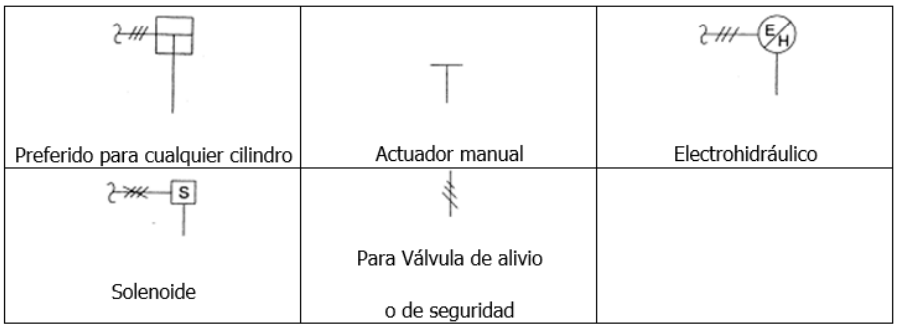 E/H
Preferido para cualquier cilindro
Actuador manual
Electrohidráulico
S
Solenoide
Para Válvula de alivio
o de seguridad